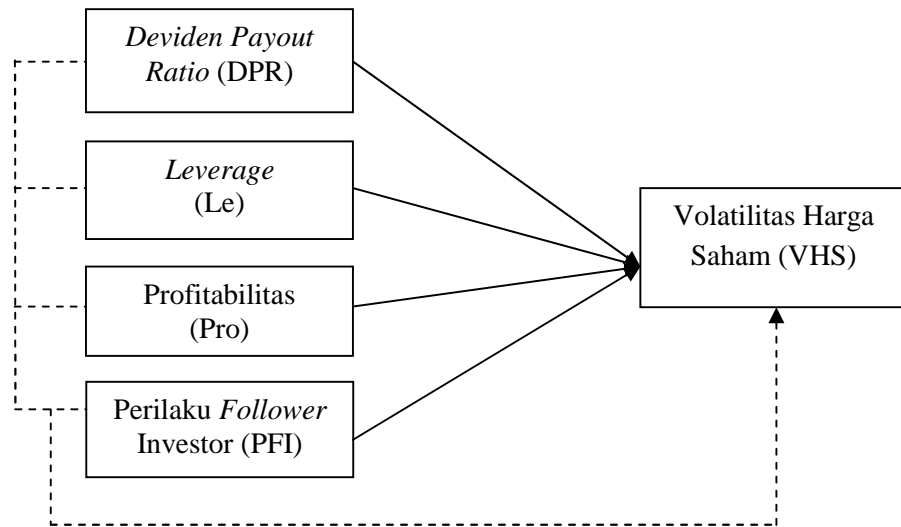 Deviden Payout
Ratio (DPR)
Leverage
(Le)
Profitabilitas
(Pro)
Perilaku Follower
Investor (PFI)
Volatilitas Harga
Saham (VHS)